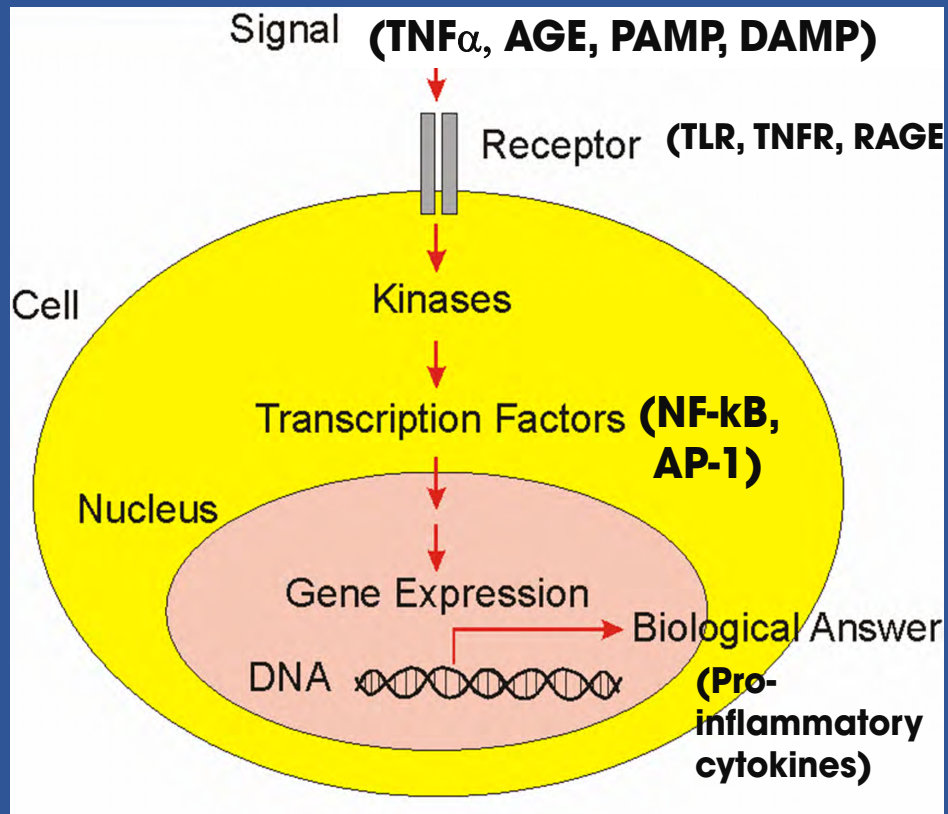 Signal (TNFα, AGE, PAMP, DAMP)
Receptor (TLR, TNFR, RAGE
Cell
Kinases
Transcription Factors (NF-kB,
AP-1)
Nucleus
Gene Expression
Biological Answer
DNA
(Pro-
inflammatory
cytokines)